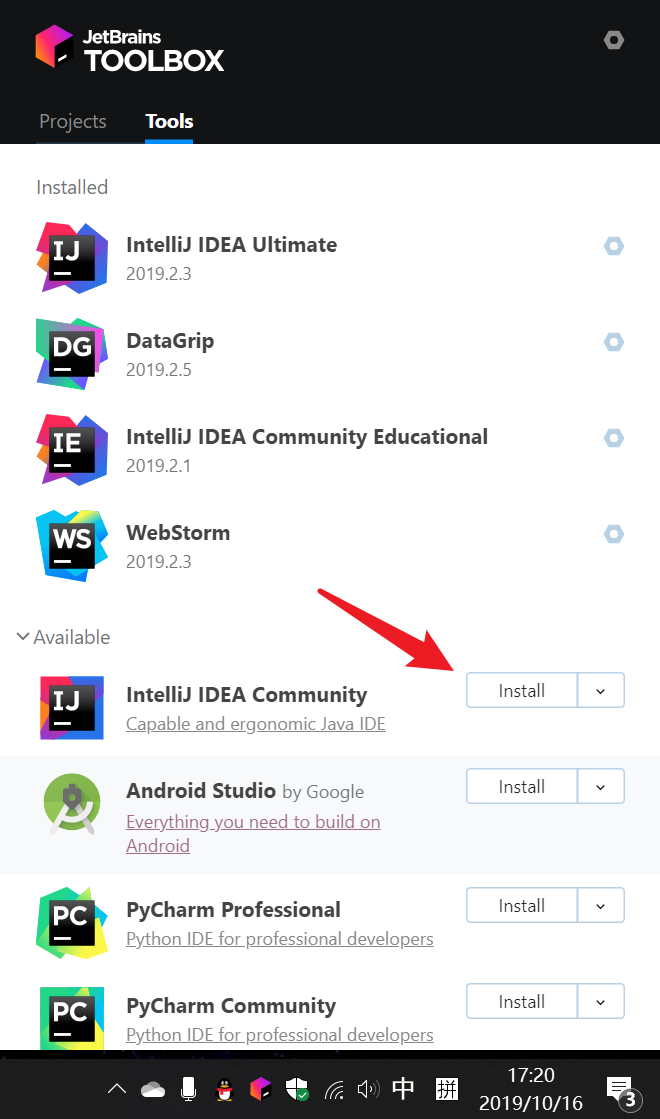 JetBrains
TOOLBOX
Projects Tools
Installed
IJ
IntelliJ IDEA Ultimate
2019.2.3
DG
DataGrip
2019.2.5
IE
IntelliJ IDEA Community Educational
2019.2.1
WS
WebStorm
2019.2.3
Available
IJ
IntelliJ IDEA Community
Capable and ergonomic Java IDE
Install
Android Studio by Google
Everything you need to build on
Android
Install
PC
PyCharm Professional
Python IDE for professional developers
Install
PC
PyCharm Community
Python IDE for professional developers
Install
中
拼
17:20
2019/10/16
3